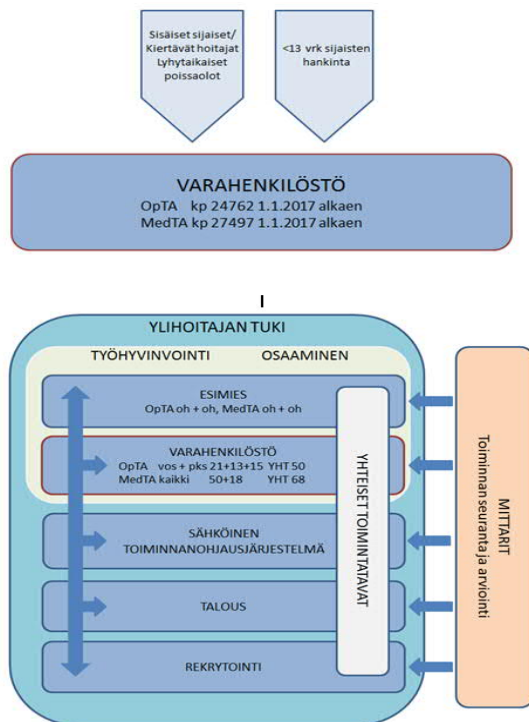 Sisäiset sijaiset/
Kiertävät hoitajat
Lyhytaikaiset
poissaolot
<13 vrk sijaisten
hankinta
VARAHENKILÖSTÖ
OpTA kp 24762 1.1.2017 alkaen
MedTA kp 27497 1.1.2017 alkaen
YLIHOITAJAN TUKI
TYÖHYVINVOINTI OSAAMINEN
ESIMIES
OpTA oh + oh, MedTA oh + oh
VARAHENKILÖSTÖ
OpTA vos + pks 21+13+15 YHT 50
MedTA kaikki 50+18 YHT 68
SÄHKÖINEN
TOIMINNANOHJAUSJÄRJESTELMÄ
TALOUS
REKRYTOINTI
YHTEISET TOIMINTATAVAT
MITTARIT
Toiminnan seuranta ja arviointi